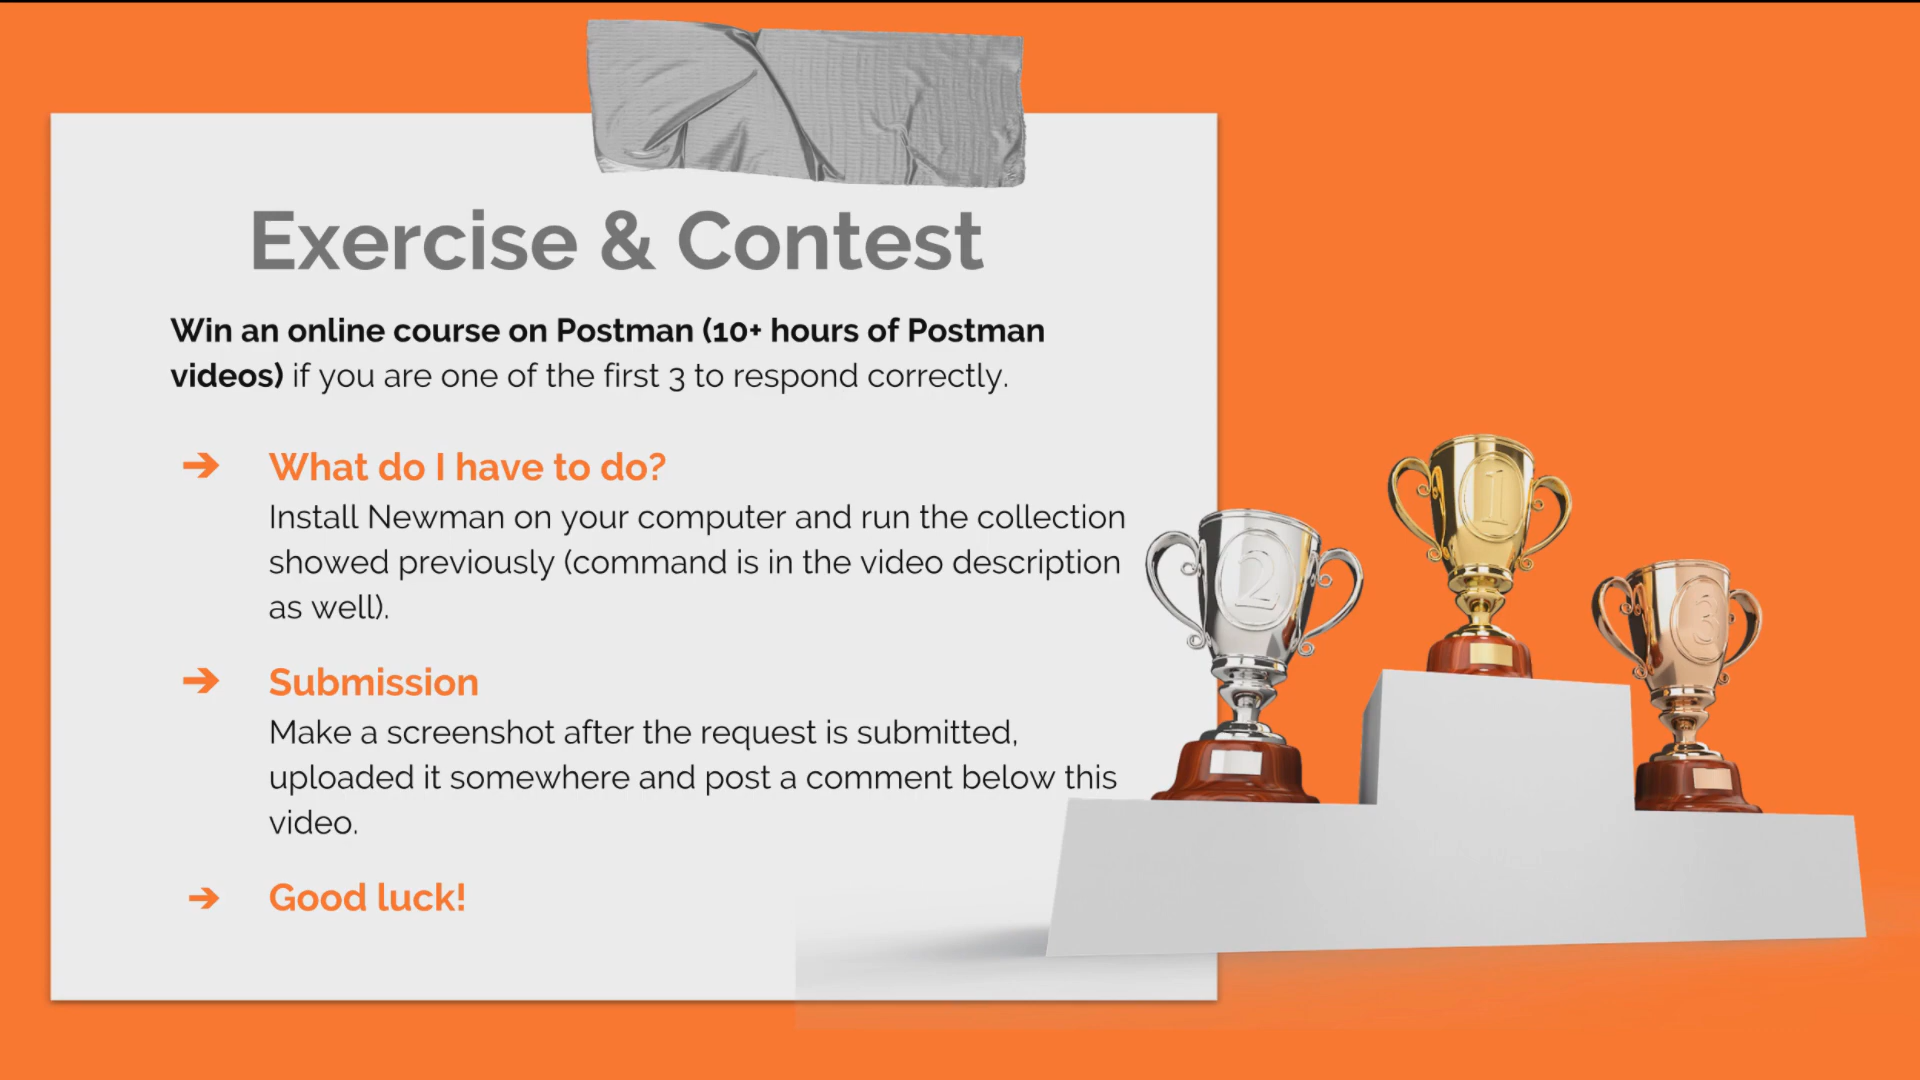 Exercise & Contest
Win an online course on Postman (10+ hours of Postman
videos) if you are one of the first 3 to respond correctly.
➔ What do I have to do?
Install Newman on your computer and run the collection
showed previously (command is in the video description
as well).
➔ Submission
Make a screenshot after the request is submitted,
uploaded it somewhere and post a comment below this
video.
➔ Good luck!
1
2
3